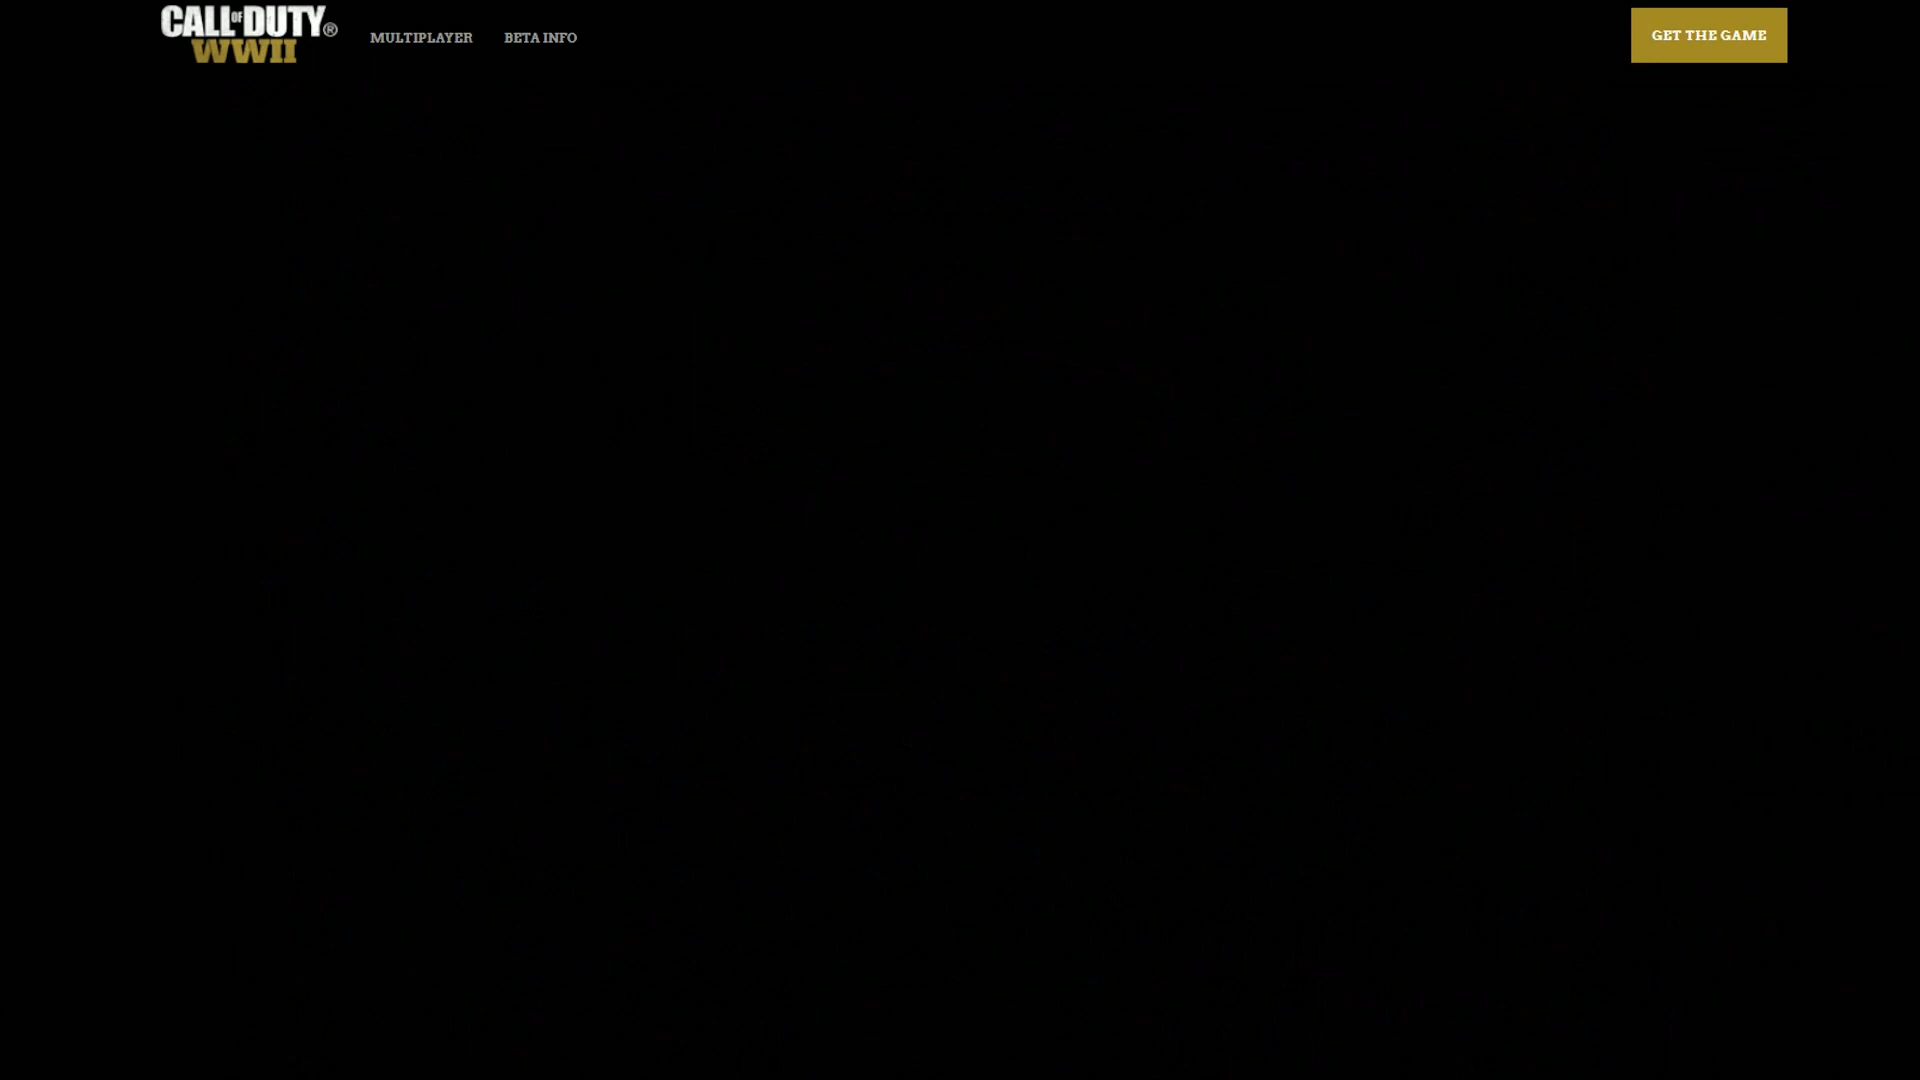 CALL OF DUTY®
WWII
MULTIPLAYER
BETA INFO
GET THE GAME